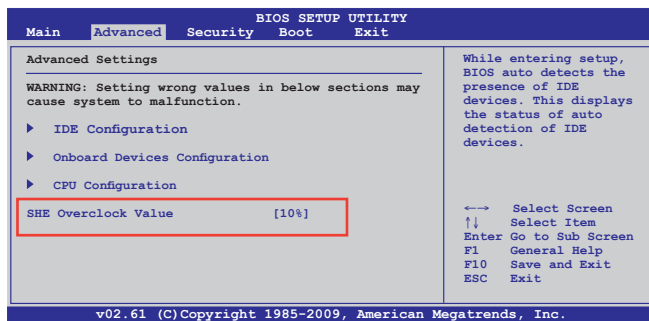 BIOS SETUP UTILITY
Main Advanced Security Boot Exit
Advanced Settings
WARNING: Setting wrong values in below sections may
cause system to malfunction.
IDE Configuration
Onboard Devices Configuration
CPU Configuration
SHE Overclock Value [10%]
While entering setup,
BIOS auto detects the
presence of IDE
devices. This displays
the status of auto
detection of IDE
devices.
←→ Select Screen
↑↓ Select Item
Enter Go to Sub Screen
F1 General Help
F10 Save and Exit
ESC Exit
v02.61 (C)Copyright 1985-2009, American Megatrends, Inc.